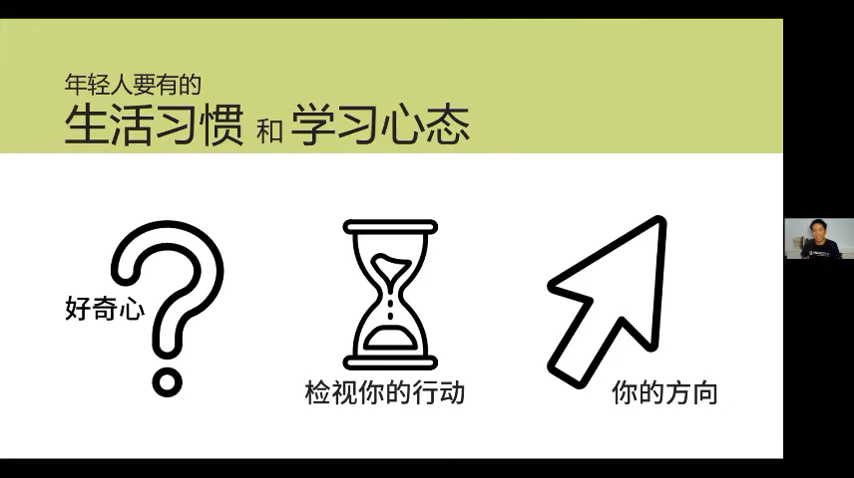 年轻人要有的
生活习惯 和 学习心态
好奇心
检视你的行动
你的方向